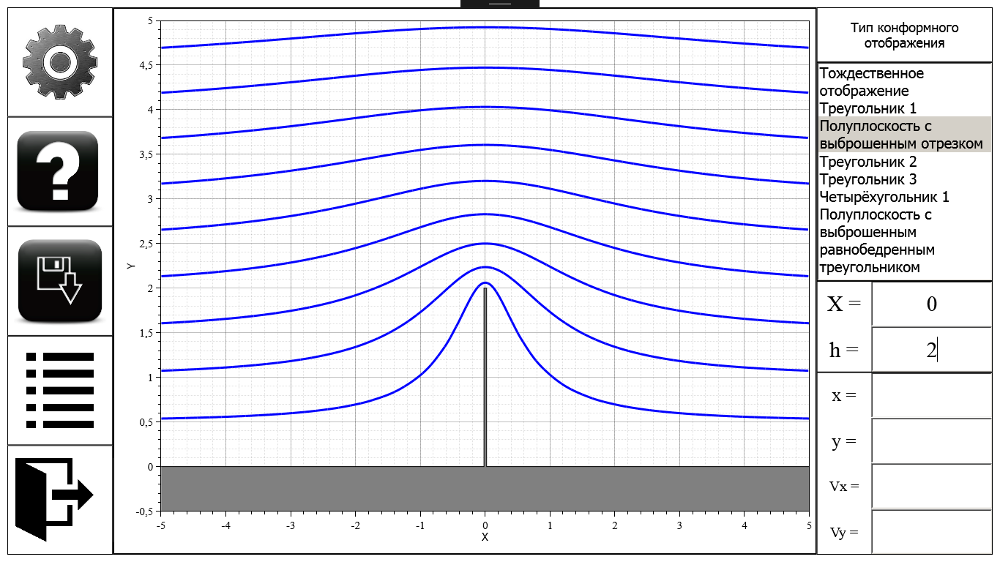 Тип конформного
отображения
Тождественное
отображение
Треугольник 1
Полуплоскость с
выброшенным отрезком
Треугольник 2
Треугольник 3
Четырёхугольник 1
Полуплоскость с
выброшенным
равнобедренным
треугольником
X =
0
h =
2
x =
y =
Vx =
Vy =
5
4,5
4
3,5
3
2,5
2
1,5
1
0,5
0
-0,5
Y
-5
-4
-3
-2
-1
0
1
2
3
4
5
X
?